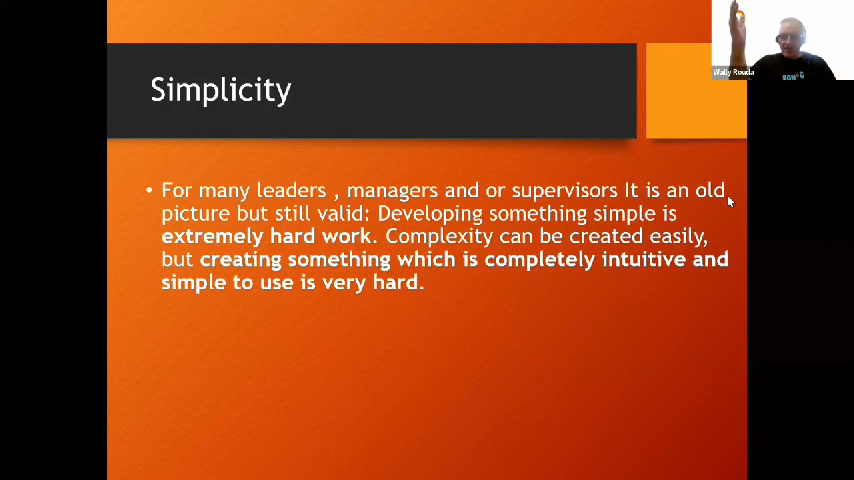 Simplicity
Wally Rouda
• For many leaders , managers and or supervisors It is an old
picture but still valid: Developing something simple is
extremely hard work. Complexity can be created easily,
but creating something which is completely intuitive and
simple to use is very hard.